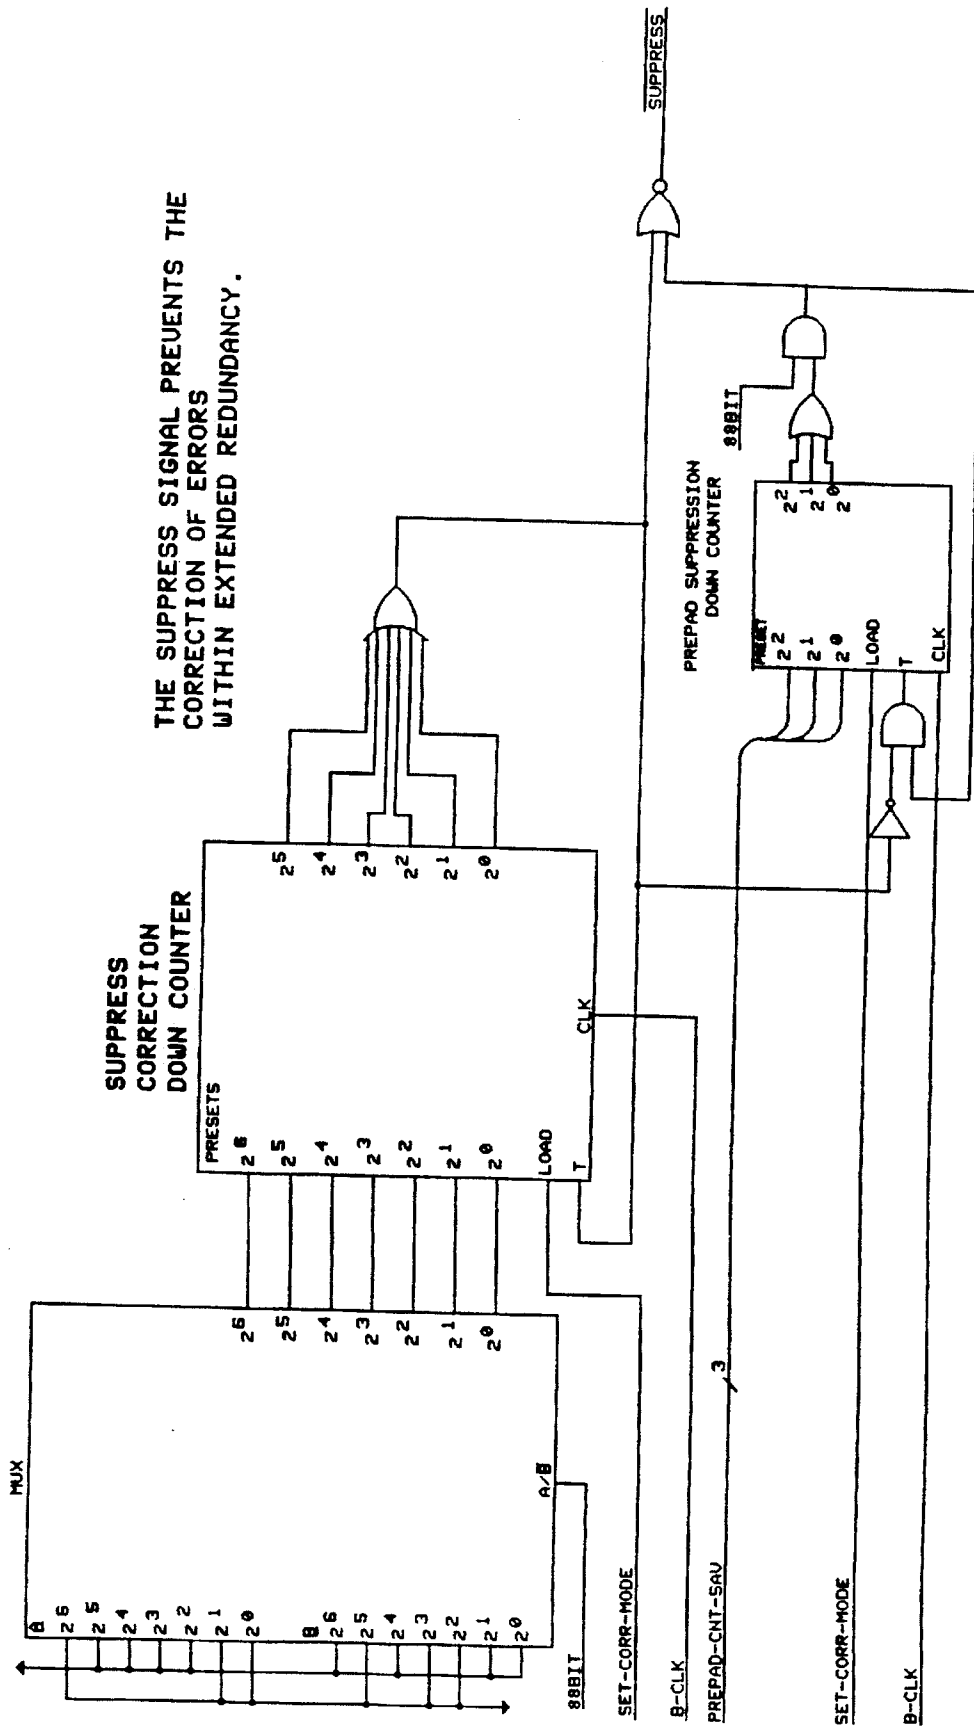 THE SUPPRESS SIGNAL PREVENTS THE
CORRECTION OF ERRORS
WITHIN EXTENDED REDUNDANCY.
SUPPRESS
CORRECTION
DOWN COUNTER
MUX
2^6
2^5
2^4
2^3
2^2
2^1
2^0
2^6
2^5
2^4
2^3
2^2
2^1
2^0
A/B
2^6
2^5
2^4
2^3
2^2
2^1
2^0
88BIT
PRESETS
2^6
2^5
2^4
2^3
2^2
2^1
2^0
LOAD
T
CLK
2^5
2^4
2^3
2^2
2^1
2^0
SUPPRESS
SET-CORR-MODE
B-CLK
PREPAD-CNT-SAV
3
PREPAD SUPPRESSION
DOWN COUNTER
PRESET
2^2
2^1
2^0
LOAD
T
CLK
2^2
2^1
2^0
88BIT
SET-CORR-MODE
B-CLK